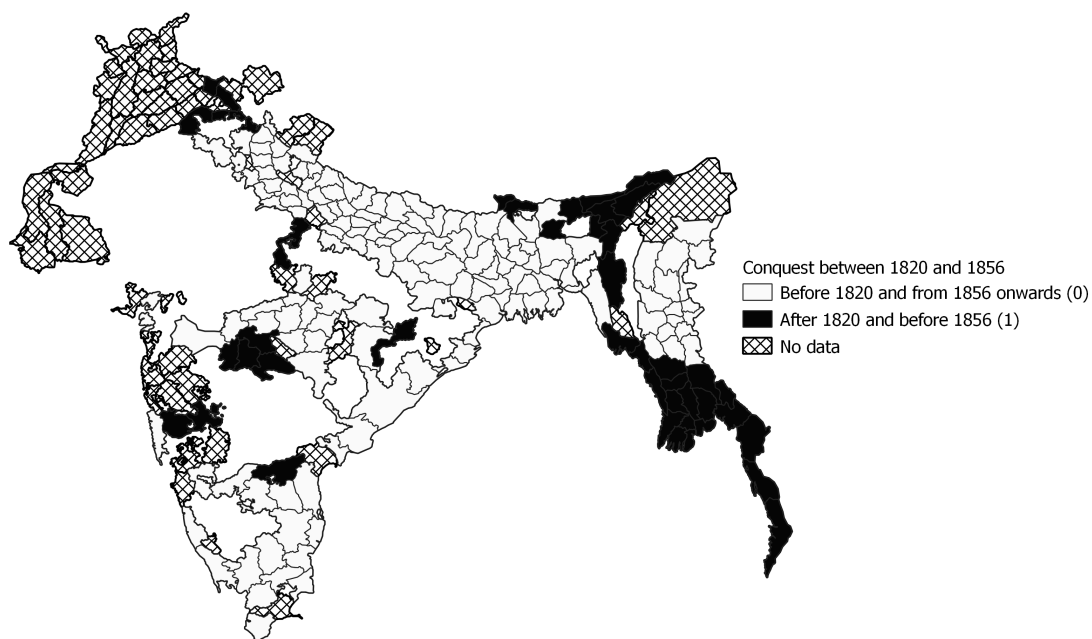 Conquest between 1820 and 1856
Before 1820 and from 1856 onwards (0)
After 1820 and before 1856 (1)
No data